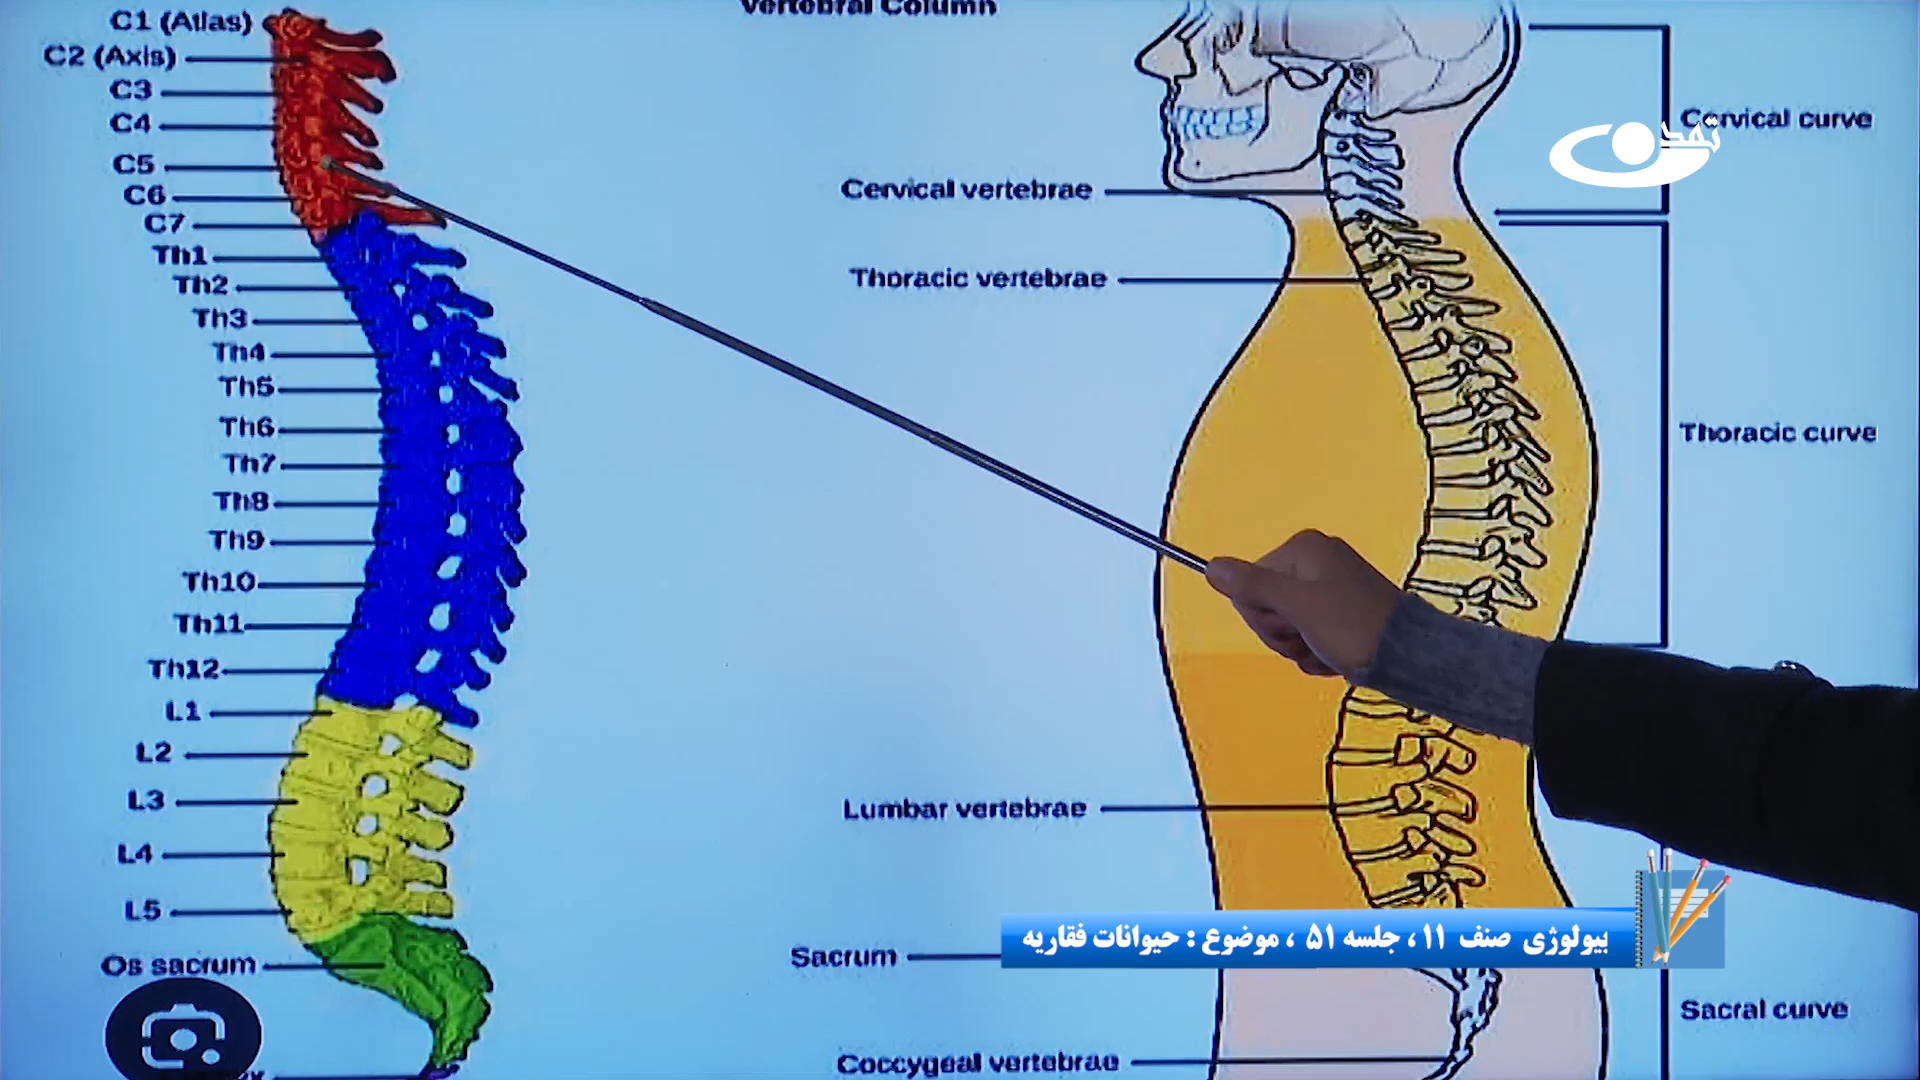 Vertebral Column
C1 (Atlas)
C2 (Axis)
C3
C4
C5
C6
C7
Th1
Th2
Th3
Th4
Th5
Th6
Th7
Th8
Th9
Th10
Th11
Th12
L1
L2
L3
L4
L5
Os sacrum
Cervical vertebrae
Thoracic vertebrae
Lumbar vertebrae
Sacrum
Coccygeal vertebrae
Cervical curve
Thoracic curve
Sacral curve
تمدن
بیولوژی صنف ۱۱ ، جلسه ۵۱ ، موضوع : حیوانات فقاریه